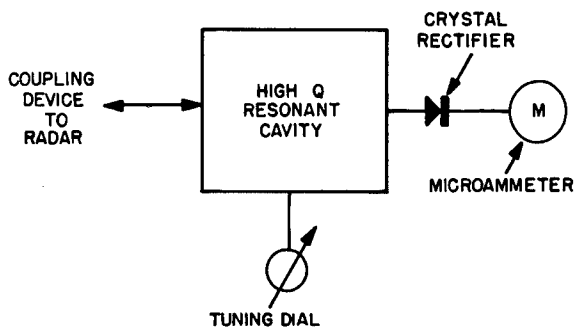 CRYSTAL
RECTIFIER
COUPLING
DEVICE
TO
RADAR
HIGH Q
RESONANT
CAVITY
M
MICROAMMETER
TUNING DIAL